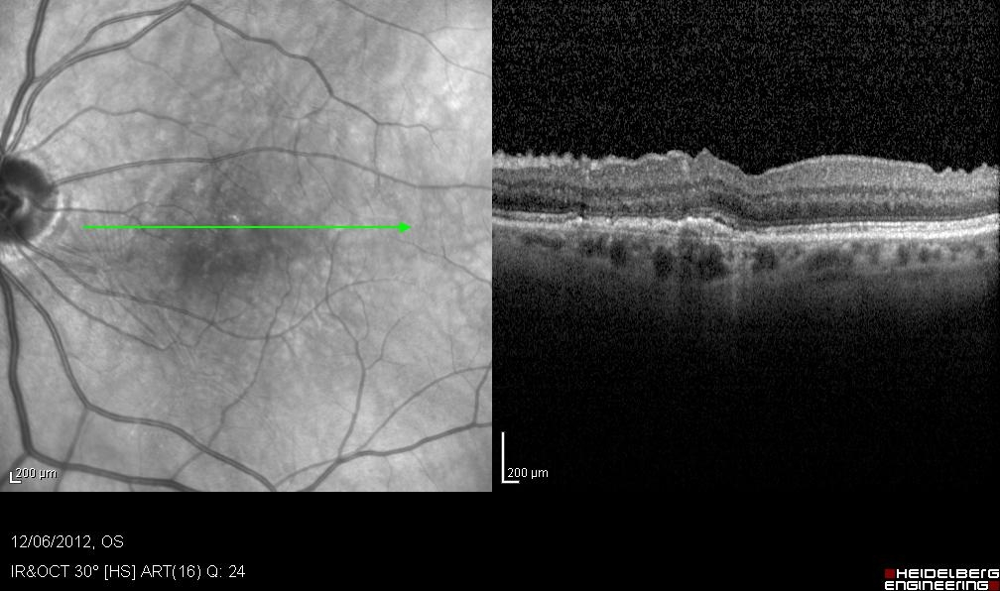 200 µm
200 µm
12/06/2012, OS
IR&OCT 30° [HS] ART(16) Q: 24
HEIDELBERG
ENGINEERING